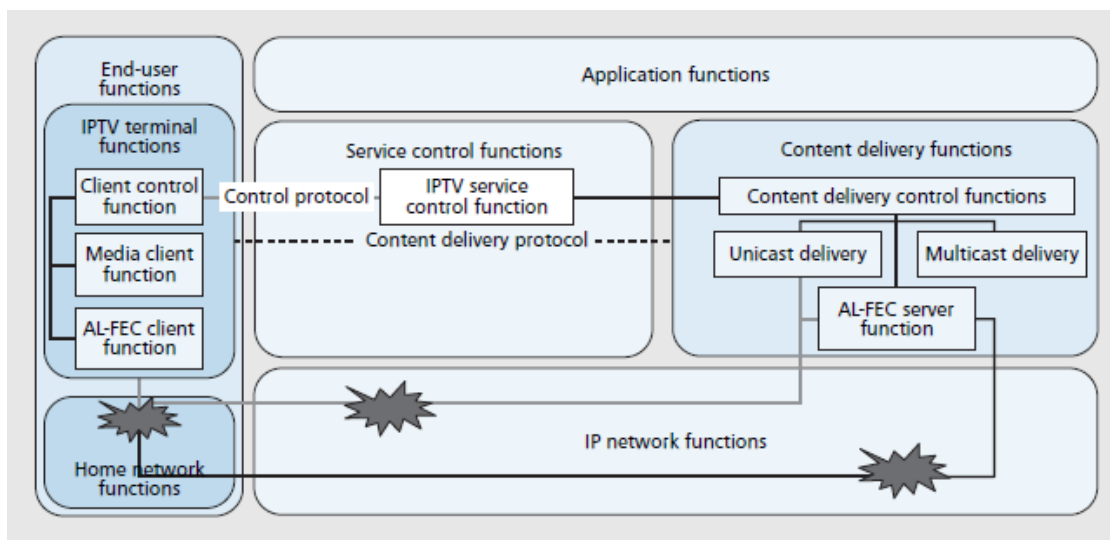 End-user
functions
Application functions
IPTV terminal
functions
Service control functions
Content delivery functions
Client control
function
Control protocol
IPTV service
control function
Content delivery control functions
Content delivery protocol
Media client
function
Unicast delivery
Multicast delivery
AL-FEC client
function
AL-FEC server
function
IP network functions
Home network
functions